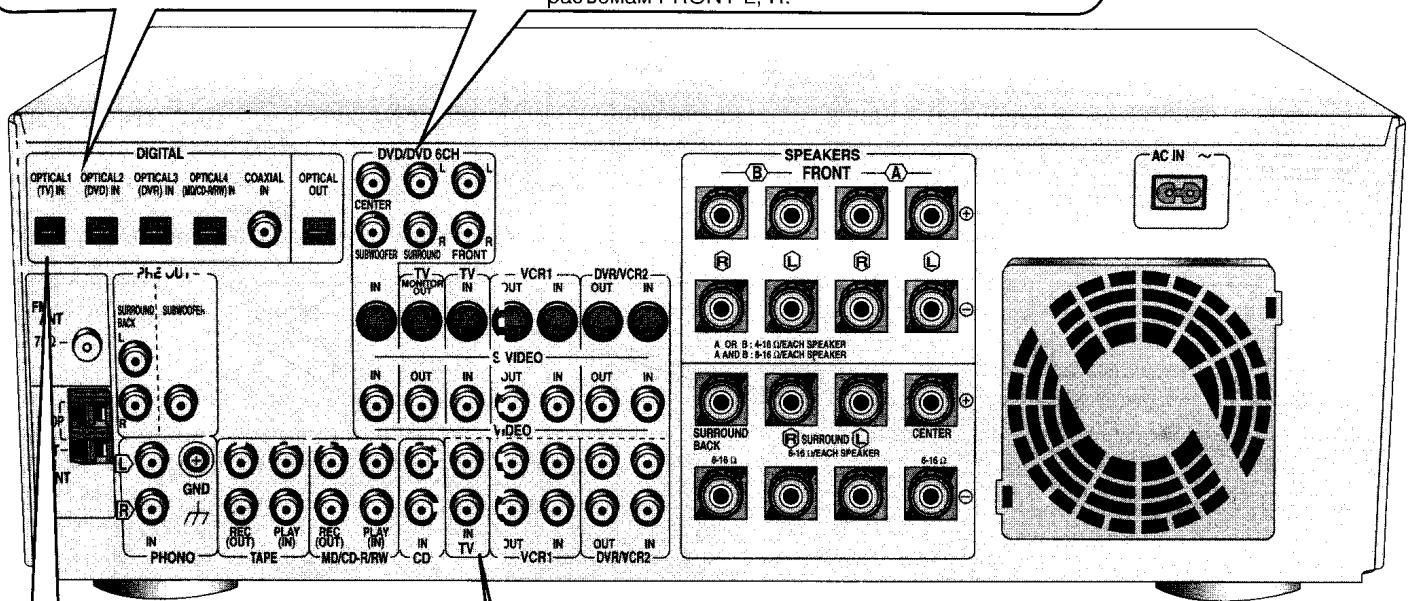 разъемам FRONT L, R.
DIGITAL
OPTICAL1 (TV) IN
OPTICAL2 (DVD) IN
OPTICAL3 (DVR) IN
OPTICAL4 (MD/CD-R/RW) IN
COAXIAL IN
OPTICAL OUT
DVD/DVD 6CH
L
L
CENTER
R
R
SUBWOOFER
SURROUND
FRONT
SPEAKERS
B FRONT A
AC IN ~
+
R
L
R
L
−
A OR B : 4-16 Ω/EACH SPEAKER
A AND B : 8-16 Ω/EACH SPEAKER
SURROUND
BACK
SUBWOOFER
L
R
ANT
IN
TV MONITOR OUT
TV IN
VCR1
IN
DVR/VCR2
OUT
IN
S VIDEO
IN
OUT
IN
IN
OUT
IN
VIDEO
+
SURROUND BACK
6-16 Ω
R SURROUND L
6-16 Ω/EACH SPEAKER
CENTER
6-16 Ω
−
L
R
GND
IN
PHONO
REC (OUT)
PLAY (IN)
TAPE
REC (OUT)
PLAY (IN)
MD/CD-R/RW
IN
CD
IN
TV
IN
VCR1
OUT
IN
DVR/VCR2